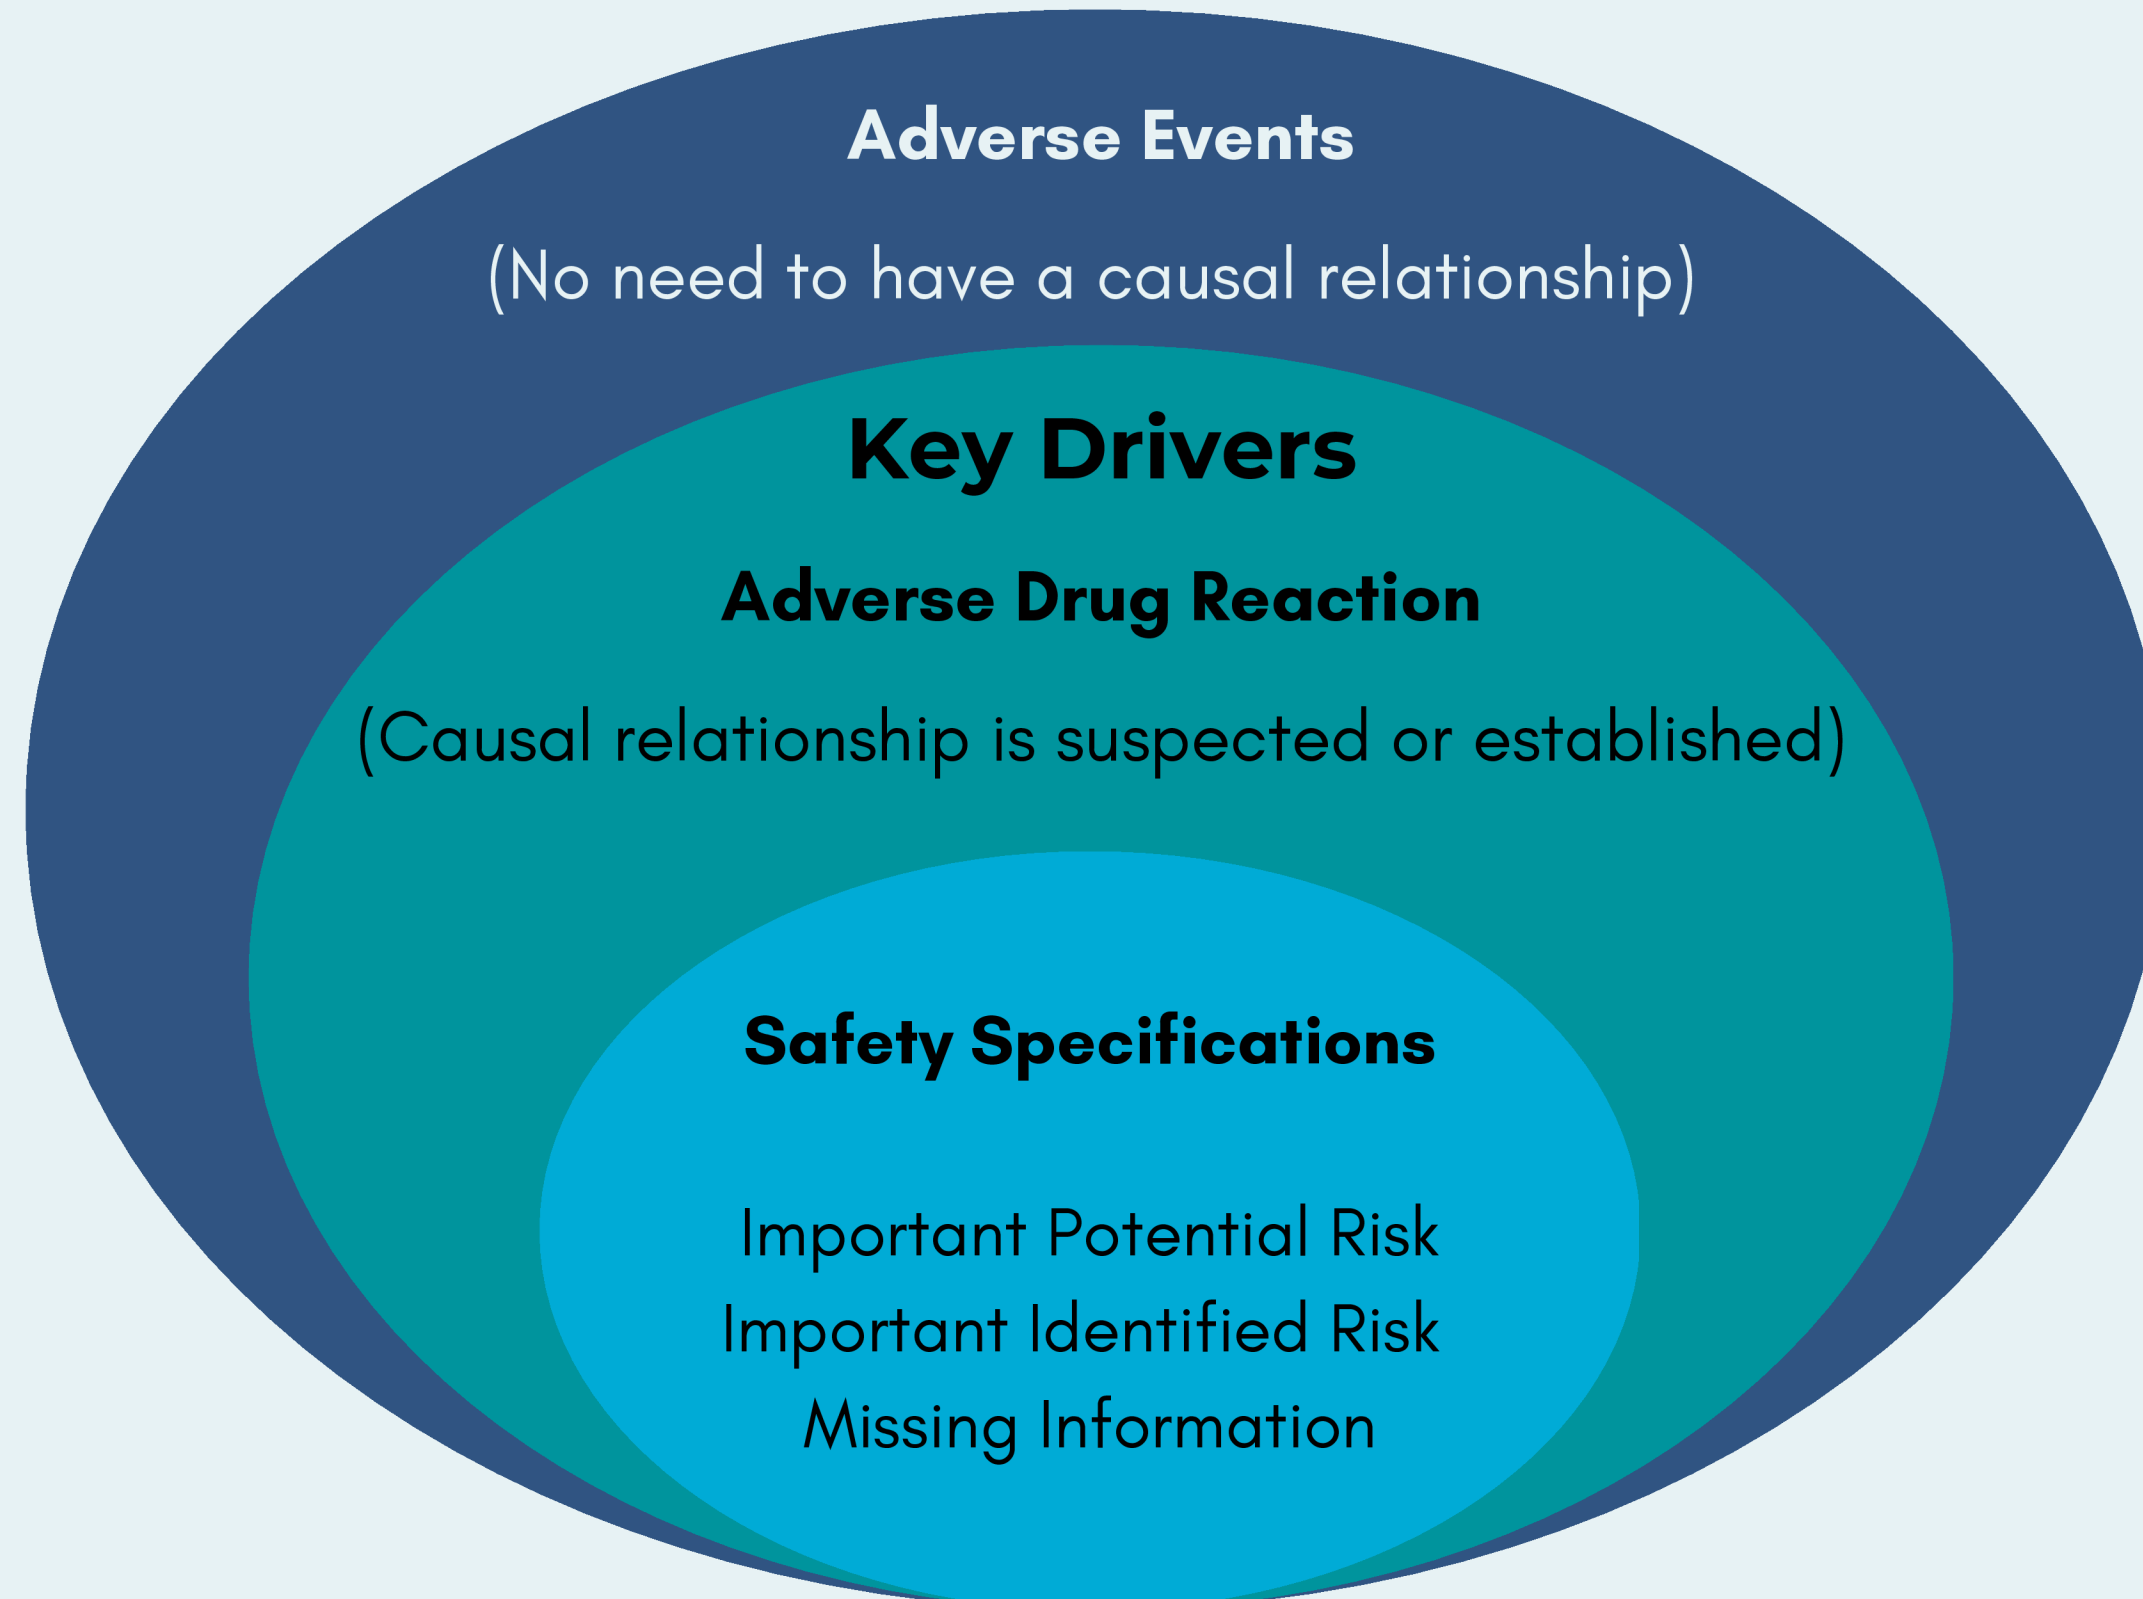 Adverse Events
(No need to have a causal relationship)
Key Drivers
Adverse Drug Reaction
(Causal relationship is suspected or established)
Safety Specifications
Important Potential Risk
Important Identified Risk
Missing Information